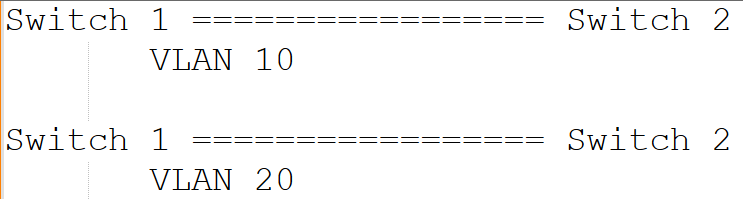 Switch 1 ================= Switch 2
VLAN 10
Switch 1 ================= Switch 2
VLAN 20